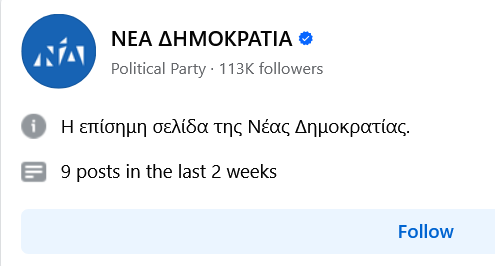 ΝΔ
ΝΕΑ ΔΗΜΟΚΡΑΤΙΑ
Political Party · 113K followers
Η επίσημη σελίδα της Νέας Δημοκρατίας.
9 posts in the last 2 weeks
Follow